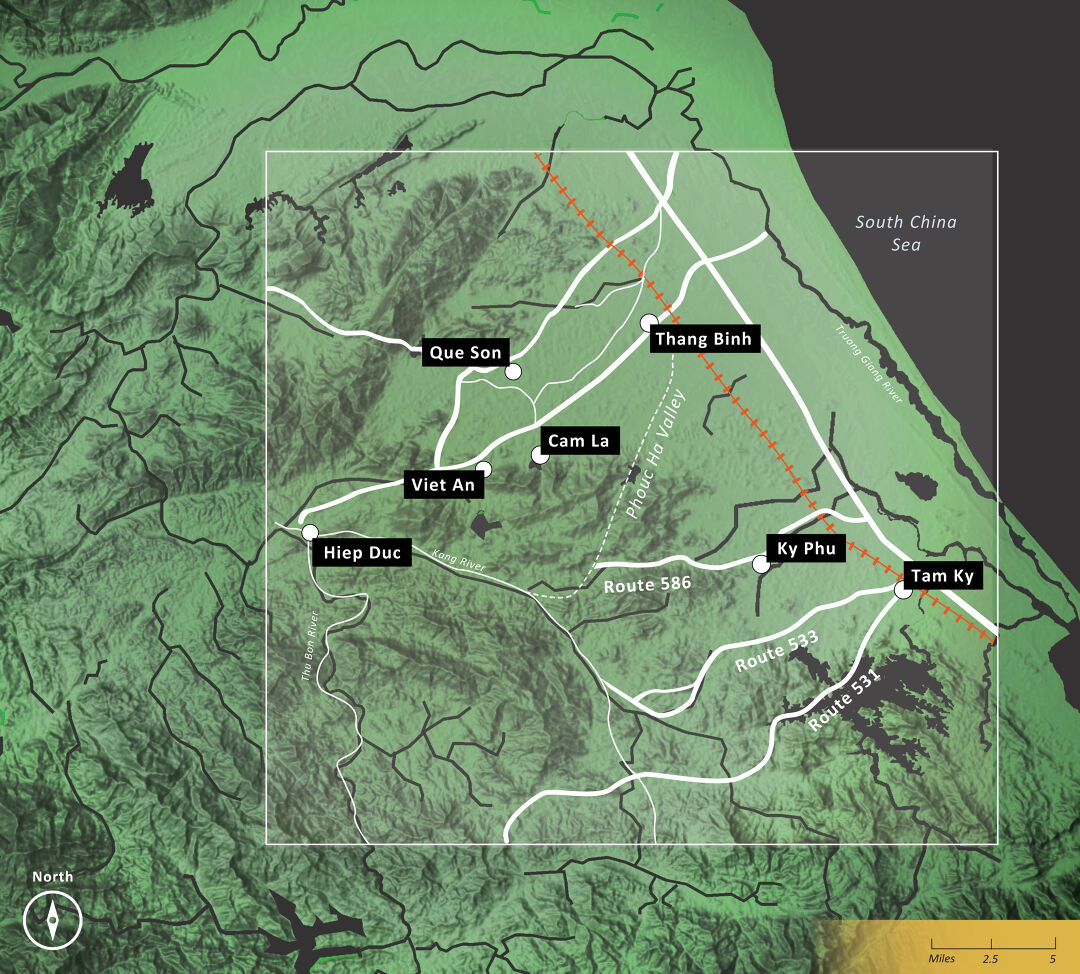 South China
Sea
Truong Giang River
Thang Binh
Que Son
Phouc Ha Valley
Cam La
Viet An
Hiep Duc
Kang River
Ky Phu
Route 586
Tam Ky
Thu Bon River
Route 533
Route 531
North
Miles 2.5 5